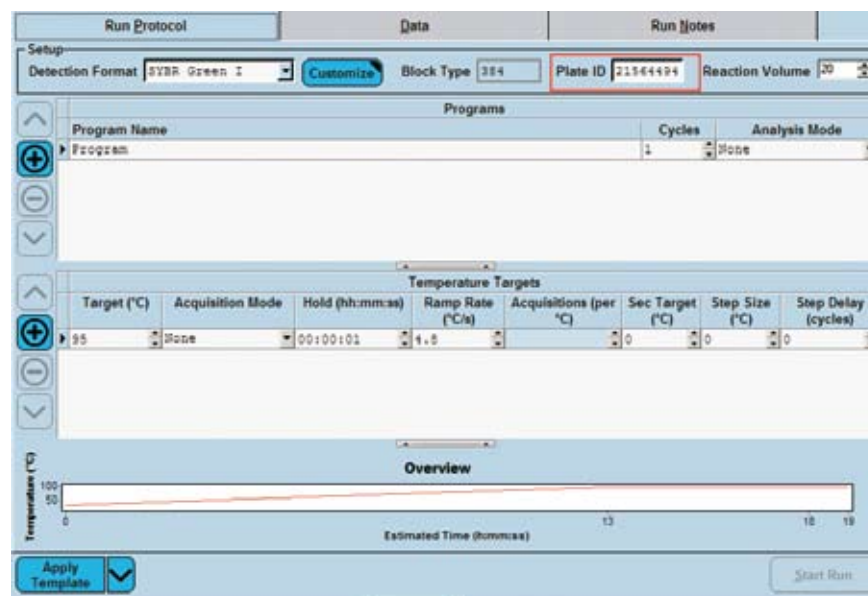 Run Protocol Data Run Notes
Setup
Detection Format SYBR Green I Customize Block Type 384 Plate ID 21564494 Reaction Volume 20
Programs
Program Name Cycles Analysis Mode
Program 1 None
Temperature Targets
Target (°C) Acquisition Mode Hold (hh:mm:ss) Ramp Rate (°C/s) Acquisitions (per °C) Sec Target (°C) Step Size (°C) Step Delay (cycles)
95 None 00:00:01 4.8 0 0 0
Overview
Temperature (°C)
100
50
0 13 18 19
Estimated Time (h:mm:ss)
Apply Template
Start Run